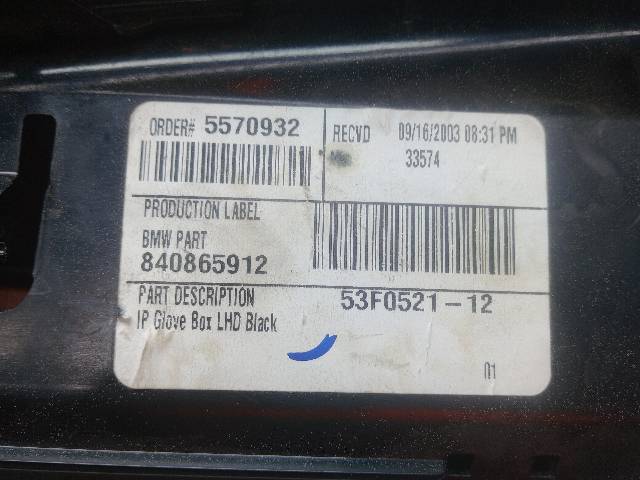 ORDER# 5570932
RECVD 09/16/2003 08:31 PM
33574
PRODUCTION LABEL
BMW PART
840865912
PART DESCRIPTION
IP Glove Box LHD Black
53F0521-12
01